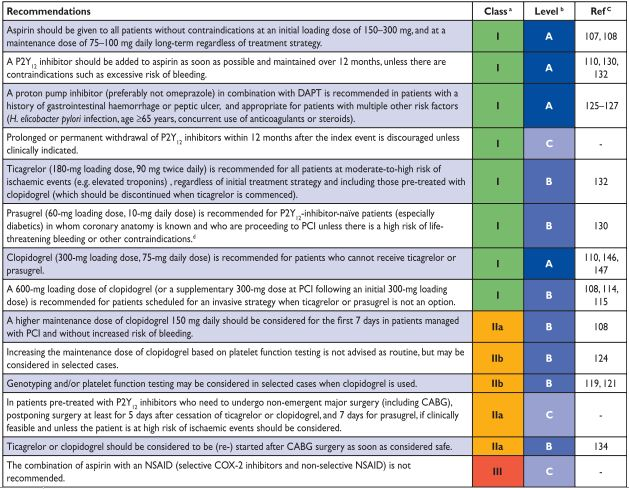 Recommendations Class a Level b Ref C
Aspirin should be given to all patients without contraindications at an initial loading dose of 150–300 mg, and at a
maintenance dose of 75–100 mg daily long-term regardless of treatment strategy.
I A 107, 108
A P2Y12 inhibitor should be added to aspirin as soon as possible and maintained over 12 months, unless there are
contraindications such as excessive risk of bleeding.
I A 110, 130,
132
A proton pump inhibitor (preferably not omeprazole) in combination with DAPT is recommended in patients with
a history of gastrointestinal haemorrhage or peptic ulcer, and appropriate for patients with multiple other risk factors
(H. elicobacter pylori infection, age ≥65 years, concurrent use of anticoagulants or steroids).
I A 125–127
Prolonged or permanent withdrawal of P2Y12 inhibitors within 12 months after the index event is discouraged unless
clinically indicated.
I C -
Ticagrelor (180-mg loading dose, 90 mg twice daily) is recommended for all patients at moderate-to-high risk of
ischaemic events (e.g. elevated troponins) , regardless of initial treatment strategy and including those pre-treated with
clopidogrel (which should be discontinued when ticagrelor is commenced).
I B 132
Prasugrel (60-mg loading dose, 10-mg daily dose) is recommended for P2Y12-inhibitor-naïve patients (especially
diabetics) in whom coronary anatomy is known and who are proceeding to PCI unless there is a high risk of life-
threatening bleeding or other contraindications.d
I B 130
Clopidogrel (300-mg loading dose, 75-mg daily dose) is recommended for patients who cannot receive ticagrelor or
prasugrel.
I A 110, 146,
147
A 600-mg loading dose of clopidogrel (or a supplementary 300-mg dose at PCI following an initial 300-mg loading
dose) is recommended for patients scheduled for an invasive strategy when ticagrelor or prasugrel is not an option.
I B 108, 114,
115
A higher maintenance dose of clopidogrel 150 mg daily should be considered for the first 7 days in patients managed
with PCI and without increased risk of bleeding.
IIa B 108
Increasing the maintenance dose of clopidogrel based on platelet function testing is not advised as routine, but may be
considered in selected cases.
IIb B 124
Genotyping and/or platelet function testing may be considered in selected cases when clopidogrel is used.
IIb B 119, 121
In patients pre-treated with P2Y12 inhibitors who need to undergo non-emergent major surgery (including CABG),
postponing surgery at least for 5 days after cessation of ticagrelor or clopidogrel, and 7 days for prasugrel, if clinically
feasible and unless the patient is at high risk of ischaemic events should be considered.
IIa C -
Ticagrelor or clopidogrel should be considered to be (re-) started after CABG surgery as soon as considered safe.
IIa B 134
The combination of aspirin with an NSAID (selective COX-2 inhibitors and non-selective NSAID) is not
recommended.
III C -